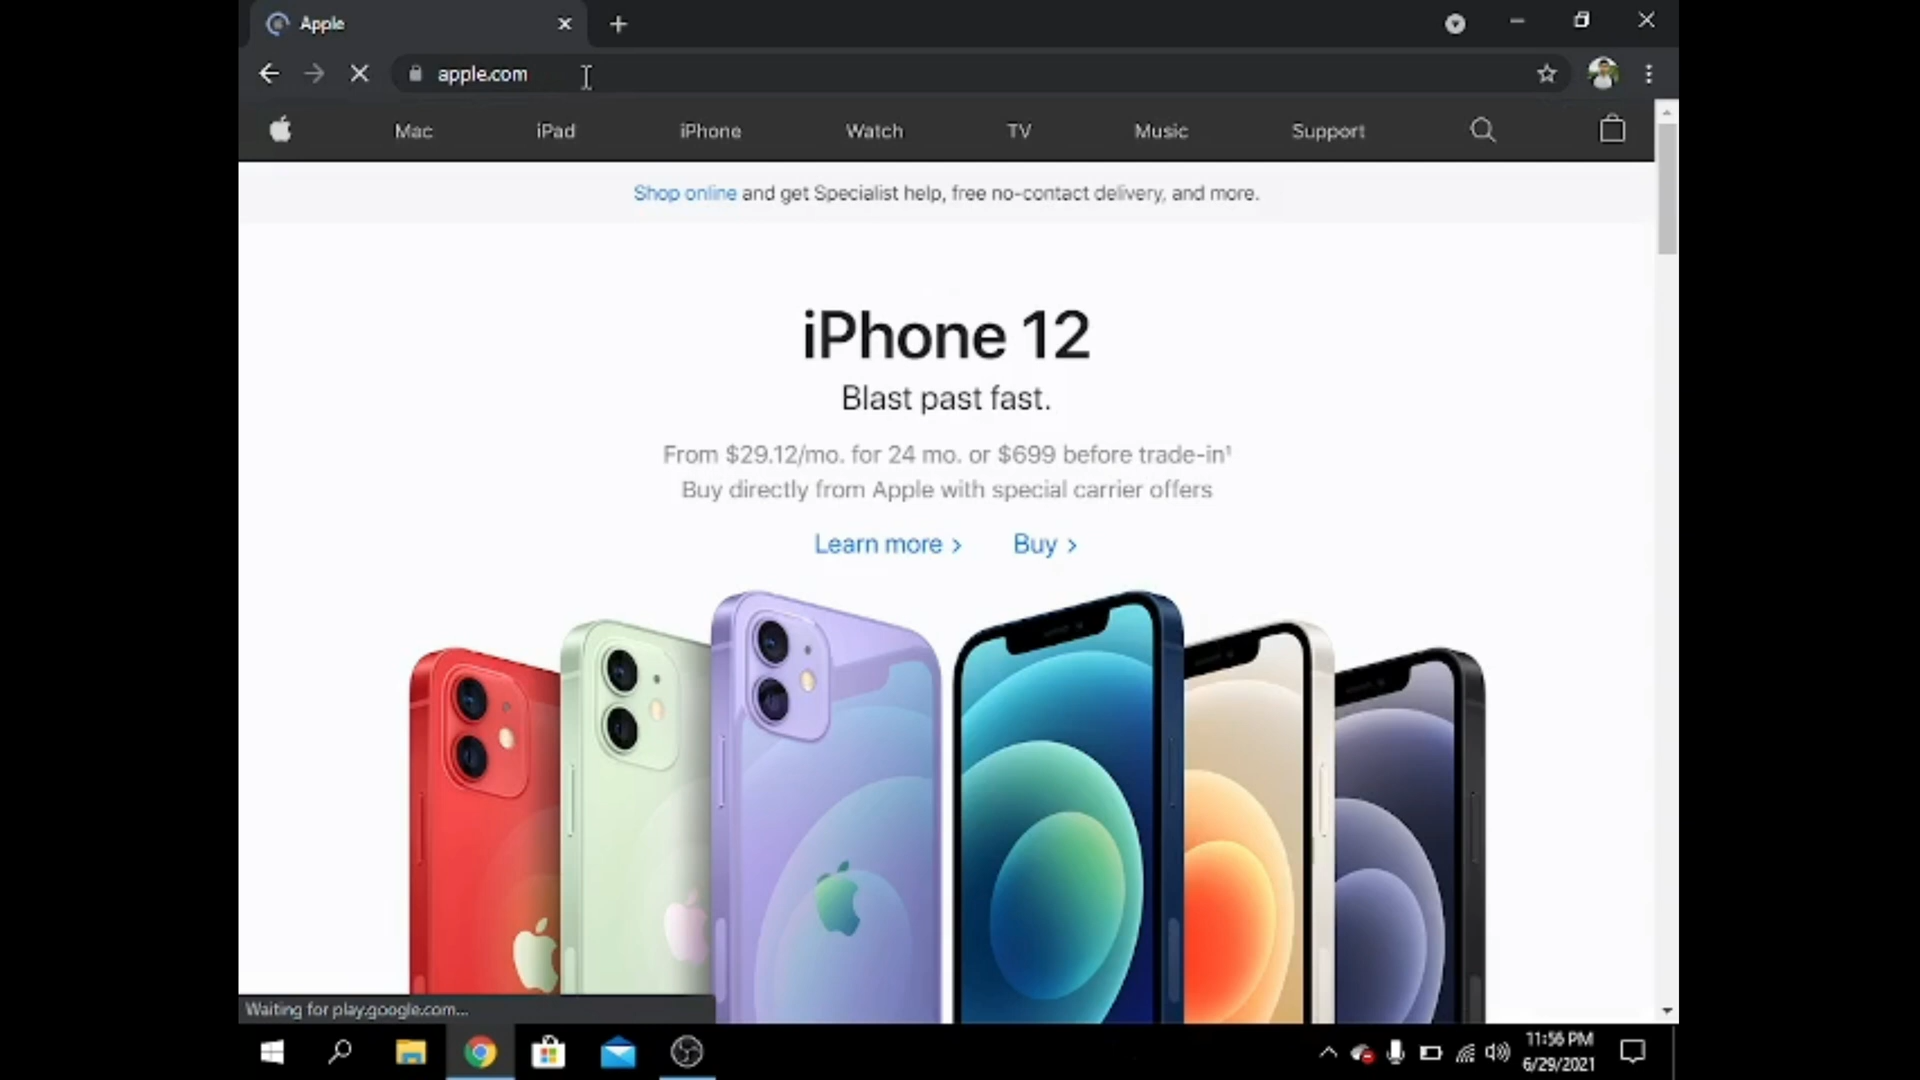 Apple
apple.com
Mac iPad iPhone Watch TV Music Support
Shop online and get Specialist help, free no-contact delivery, and more.
iPhone 12
Blast past fast.
From $29.12/mo. for 24 mo. or $699 before trade-in¹
Buy directly from Apple with special carrier offers
Learn more > Buy >
Waiting for play.google.com...
11:56 PM
6/29/2021